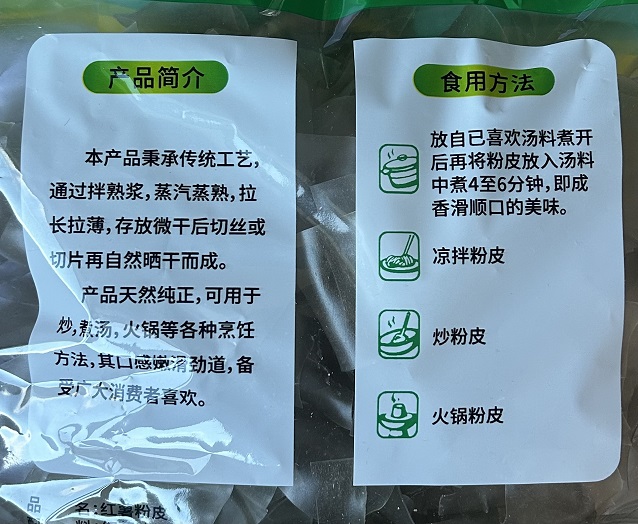 产品简介
本产品秉承传统工艺,
通过拌熟浆,蒸汽蒸熟,拉
长拉薄,存放微干后切丝或
切片再自然晒干而成。
产品天然纯正,可用于
炒,煮汤,火锅等各种烹饪
方法,其口感嫩滑劲道,备
受广大消费者喜欢。
食用方法
放自已喜欢汤料煮开
后再将粉皮放入汤料
中煮4至6分钟,即成
香滑顺口的美味。
凉拌粉皮
炒粉皮
火锅粉皮
品
名:红薯粉皮